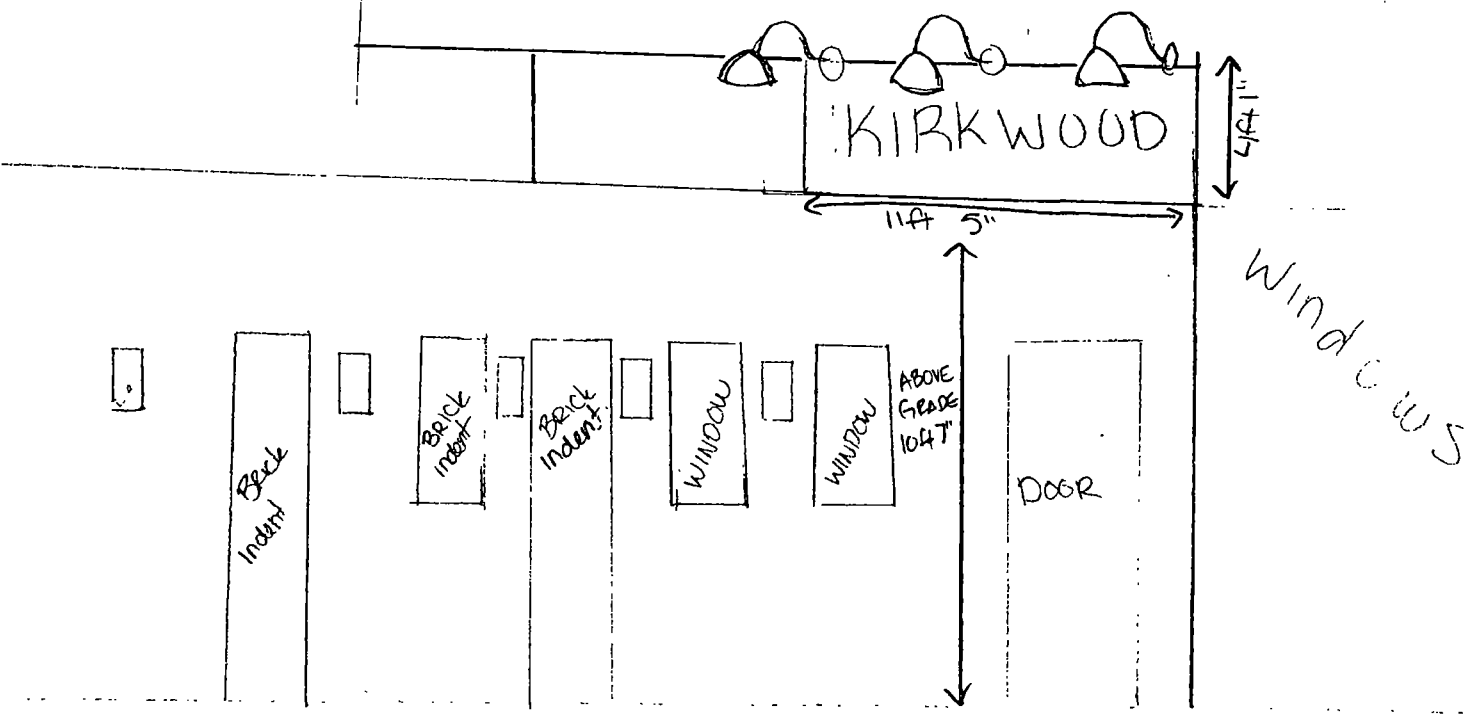 KIRKWOOD
4ft 1"
11ft 5"
Windows
Brick
Indent
BRICK
Indent
BRICK
Indent
WINDOW
WINDOW
ABOVE
GRADE
10ft 7"
DOOR